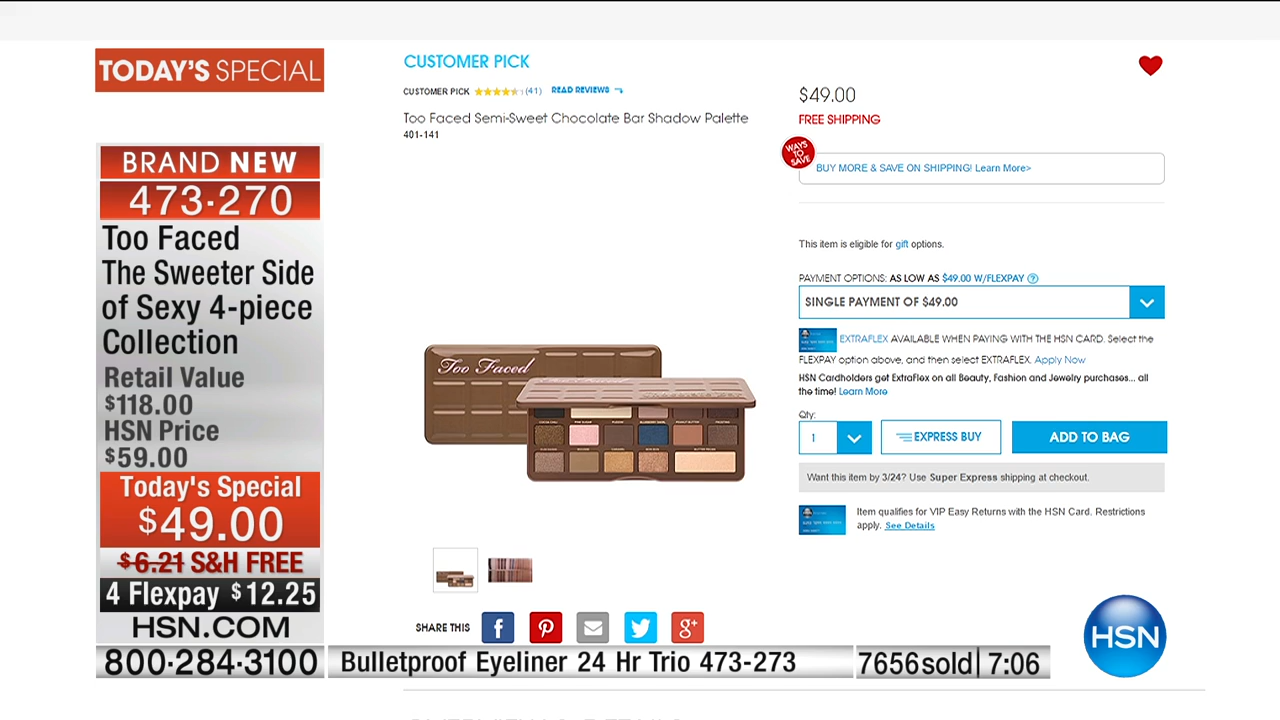 TODAY'S SPECIAL
BRAND NEW
473·270
Too Faced
The Sweeter Side
of Sexy 4-piece
Collection
Retail Value
$118.00
HSN Price
$59.00
Today's Special
$49.00
$6.21 S&H FREE
4 Flexpay $12.25
HSN.COM
800·284·3100
CUSTOMER PICK
CUSTOMER PICK (41) READ REVIEWS
Too Faced Semi-Sweet Chocolate Bar Shadow Palette
401-141
Too Faced
SHARE THIS
g+
$49.00
FREE SHIPPING
WAYS TO SAVE
BUY MORE & SAVE ON SHIPPING! Learn More>
This item is eligible for gift options.
PAYMENT OPTIONS: AS LOW AS $49.00 W/FLEXPAY ?
SINGLE PAYMENT OF $49.00
EXTRAFLEX AVAILABLE WHEN PAYING WITH THE HSN CARD. Select the
FLEXPAY option above, and then select EXTRAFLEX. Apply Now
HSN Cardholders get ExtraFlex on all Beauty, Fashion and Jewelry purchases... all
the time! Learn More
Qty:
1 EXPRESS BUY ADD TO BAG
Want this item by 3/24? Use Super Express shipping at checkout.
Item qualifies for VIP Easy Returns with the HSN Card. Restrictions
apply. See Details
HSN
Bulletproof Eyeliner 24 Hr Trio 473-273
7656sold 7:06